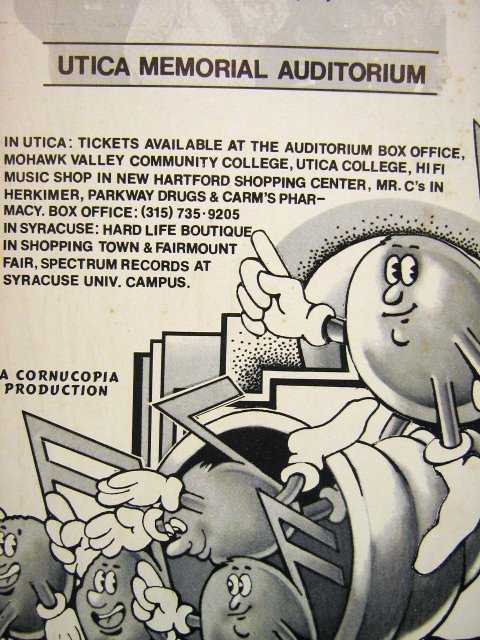 UTICA MEMORIAL AUDITORIUM
IN UTICA: TICKETS AVAILABLE AT THE AUDITORIUM BOX OFFICE,
MOHAWK VALLEY COMMUNITY COLLEGE, UTICA COLLEGE, HI FI
MUSIC SHOP IN NEW HARTFORD SHOPPING CENTER, MR. C's IN
HERKIMER, PARKWAY DRUGS & CARM'S PHAR-
MACY. BOX OFFICE: (315) 735·9205
IN SYRACUSE: HARD LIFE BOUTIQUE
IN SHOPPING TOWN & FAIRMOUNT
FAIR, SPECTRUM RECORDS AT
SYRACUSE UNIV. CAMPUS.
A CORNUCOPIA
PRODUCTION